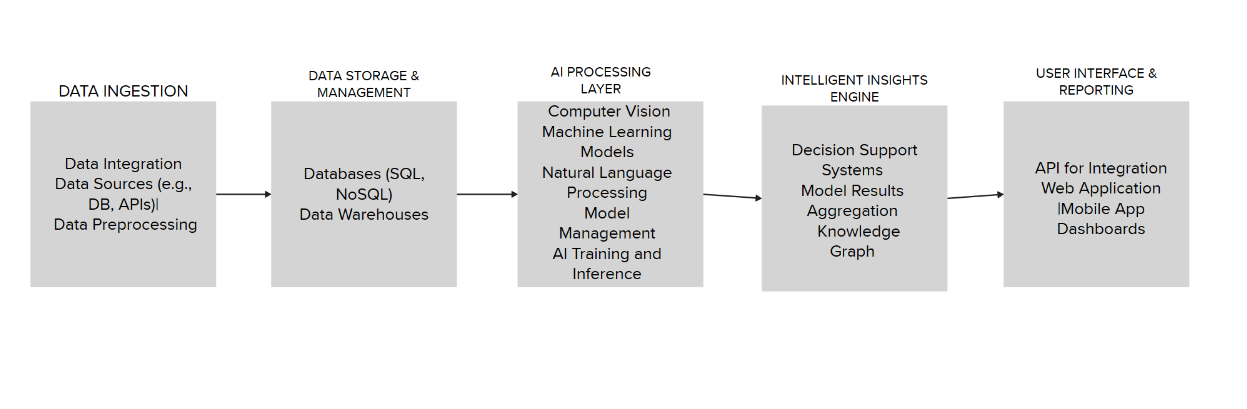 DATA INGESTION
Data Integration
Data Sources (e.g.,
DB, APIs)|
Data Preprocessing
DATA STORAGE &
MANAGEMENT
Databases (SQL,
NoSQL)
Data Warehouses
AI PROCESSING
LAYER
Computer Vision
Machine Learning
Models
Natural Language
Processing
Model
Management
AI Training and
Inference
INTELLIGENT INSIGHTS
ENGINE
Decision Support
Systems
Model Results
Aggregation
Knowledge
Graph
USER INTERFACE &
REPORTING
API for Integration
Web Application
|Mobile App
Dashboards